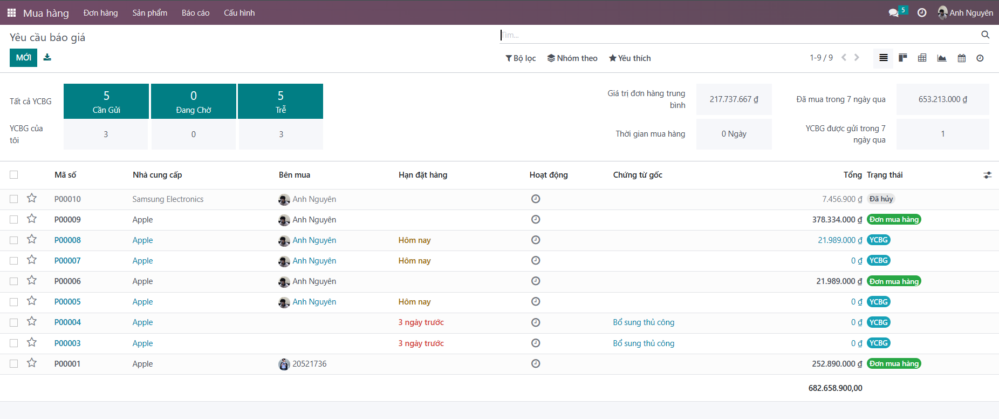 Mua hàng Đơn hàng Sản phẩm Báo cáo Cấu hình 5 Anh Nguyên
Yêu cầu báo giá Tìm...
MỚI Bộ lọc Nhóm theo Yêu thích 1-9 / 9
Tất cả YCBG 5 Cần Gửi 0 Đang Chờ 5 Trễ
YCBG của tôi 3 0 3
Giá trị đơn hàng trung bình 217.737.667 ₫ Đã mua trong 7 ngày qua 653.213.000 ₫
Thời gian mua hàng 0 Ngày YCBG được gửi trong 7 ngày qua 1
Mã số Nhà cung cấp Bên mua Hạn đặt hàng Hoạt động Chứng từ gốc Tổng Trạng thái
P00010 Samsung Electronics Anh Nguyên 7.456.900 ₫ Đã hủy
P00009 Apple Anh Nguyên 378.334.000 ₫ Đơn mua hàng
P00008 Apple Anh Nguyên Hôm nay 21.989.000 ₫ YCBG
P00007 Apple Anh Nguyên Hôm nay 0 ₫ YCBG
P00006 Apple Anh Nguyên 21.989.000 ₫ Đơn mua hàng
P00005 Apple Anh Nguyên Hôm nay 0 ₫ YCBG
P00004 Apple 3 ngày trước Bổ sung thủ công 0 ₫ YCBG
P00003 Apple 3 ngày trước Bổ sung thủ công 0 ₫ YCBG
P00001 Apple 20521736 252.890.000 ₫ Đơn mua hàng
682.658.900,00